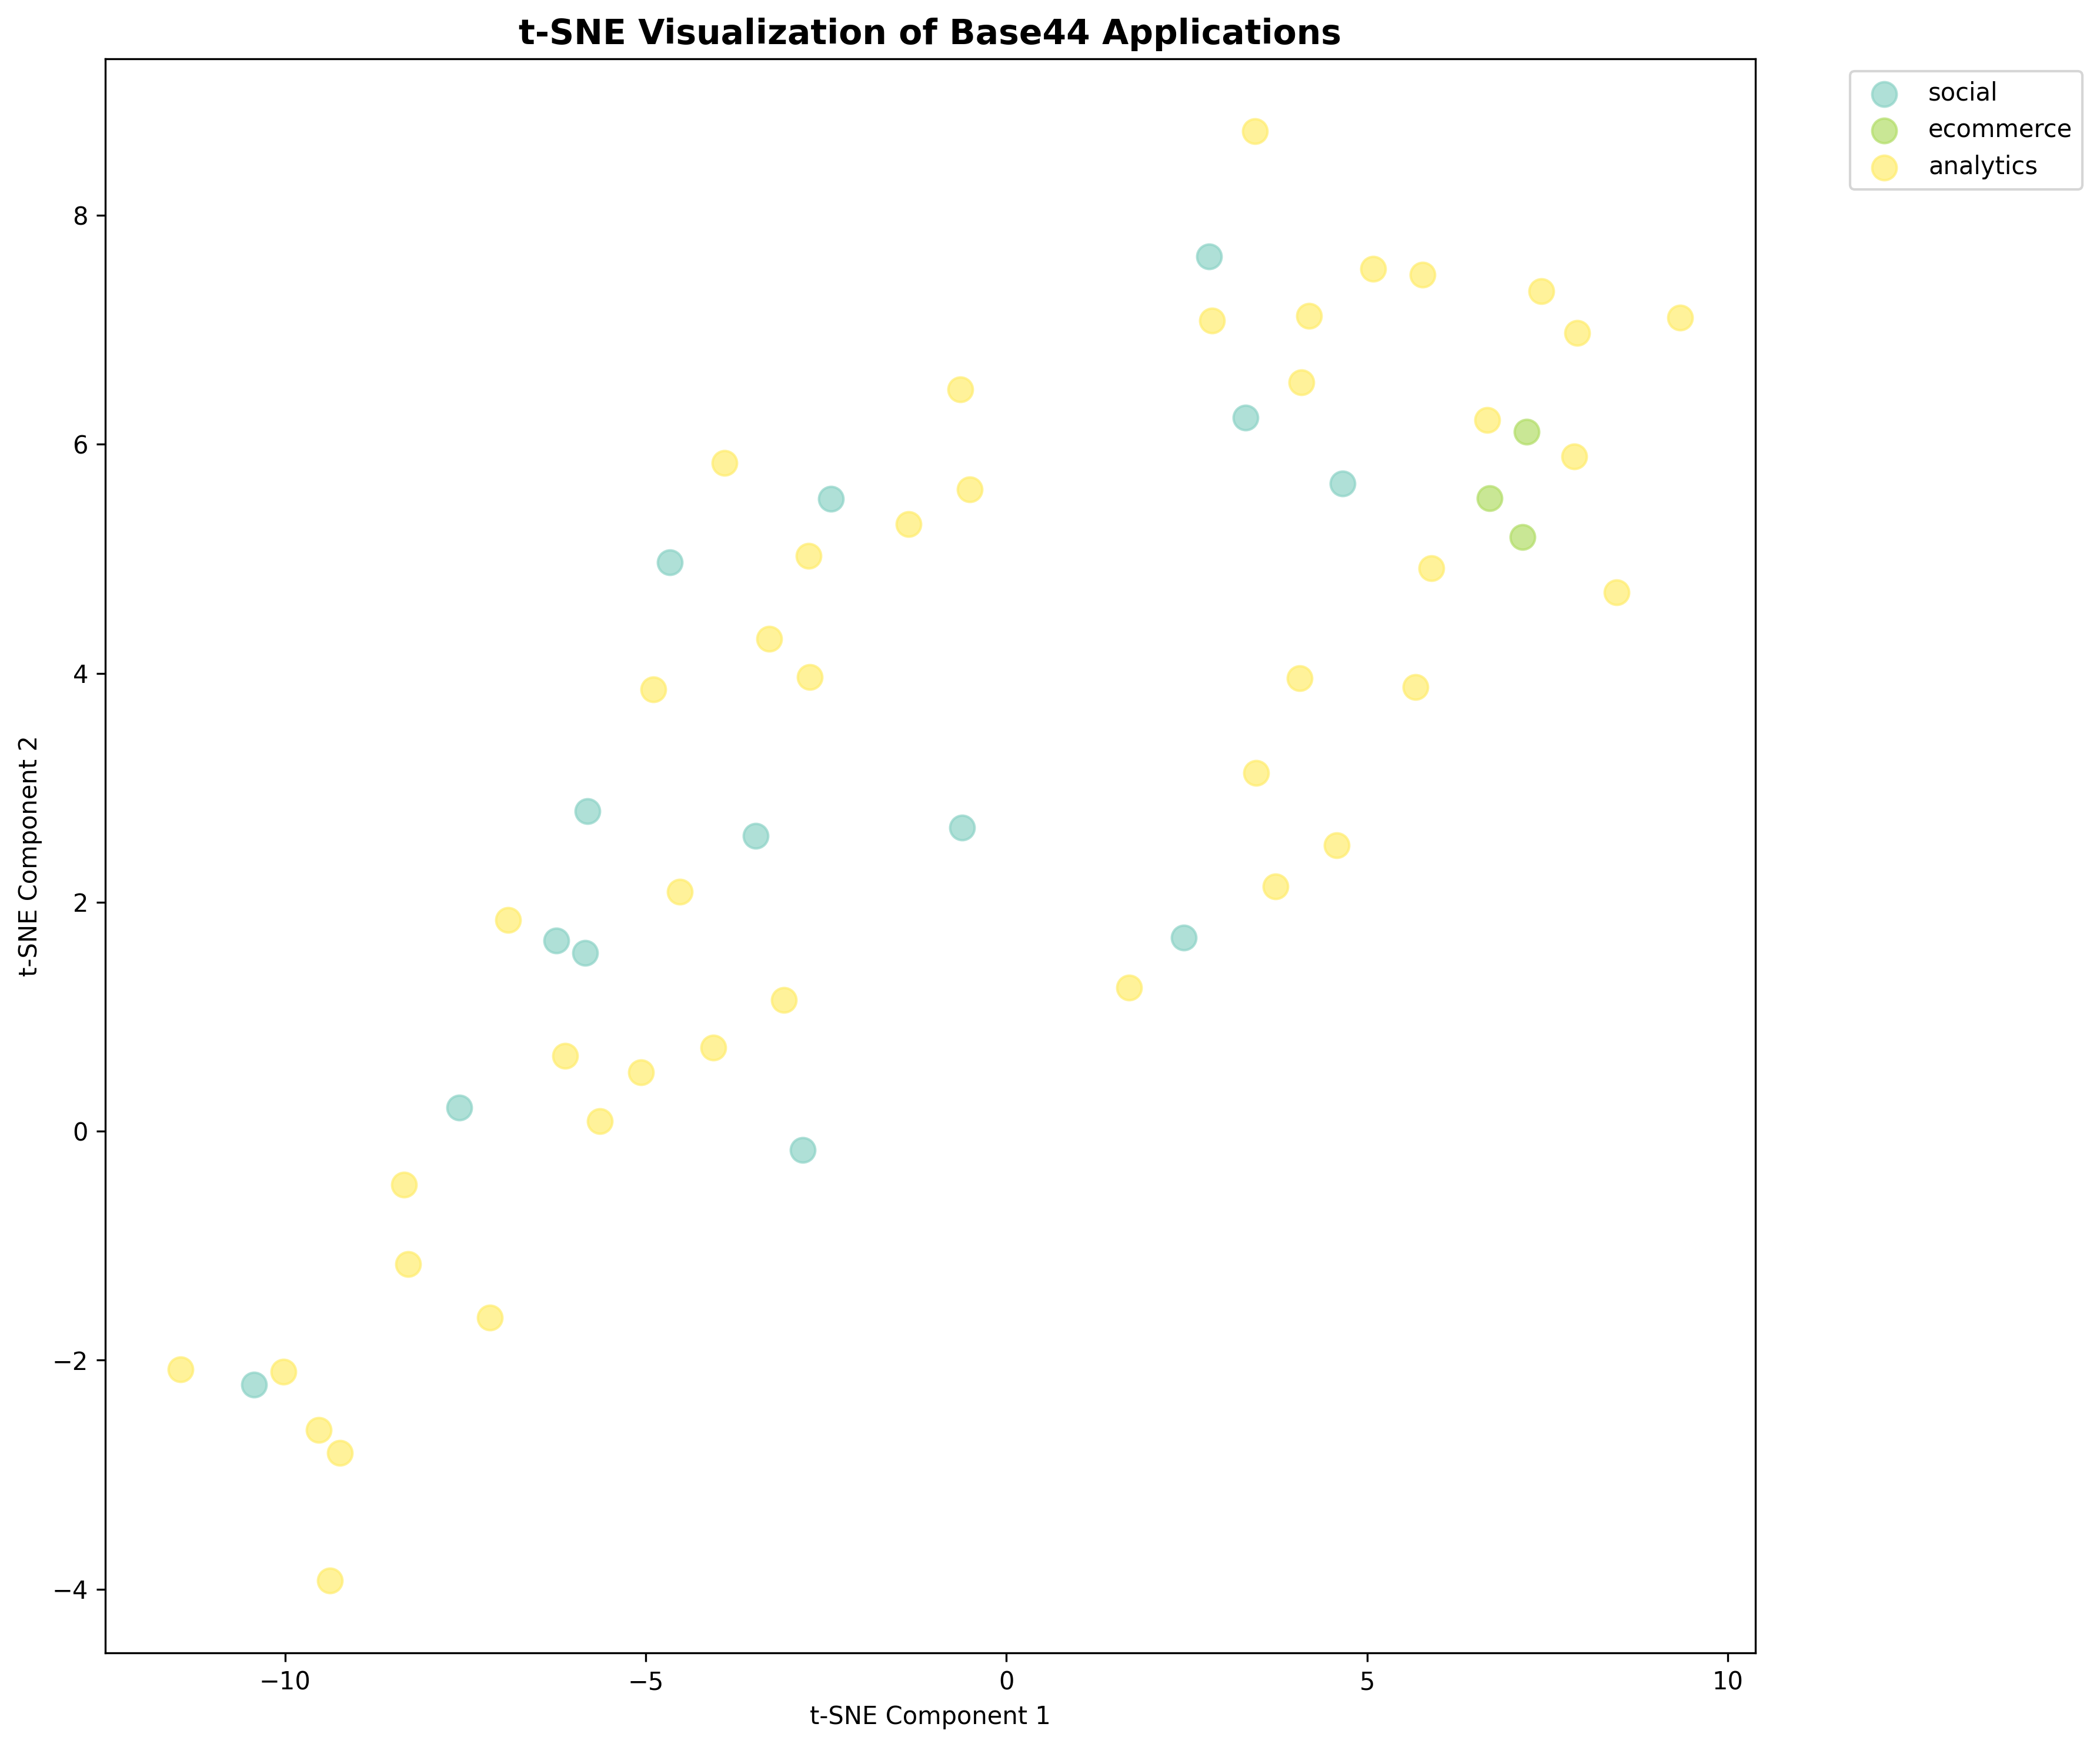 t-SNE Visualization of Base44 Applications
social
ecommerce
analytics
8
6
4
2
0
−2
−4
t-SNE Component 2
−10
−5
0
5
10
t-SNE Component 1